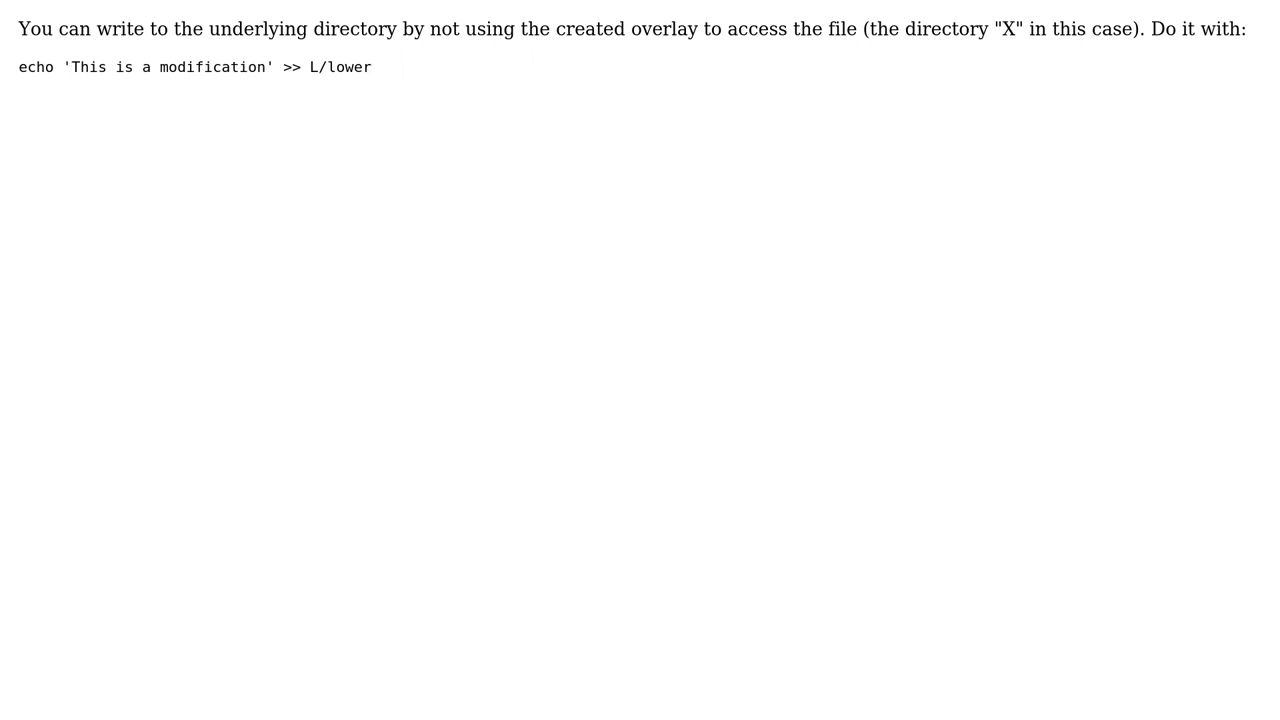 You can write to the underlying directory by not using the created overlay to access the file (the directory "X" in this case). Do it with:
echo 'This is a modification' >> L/lower